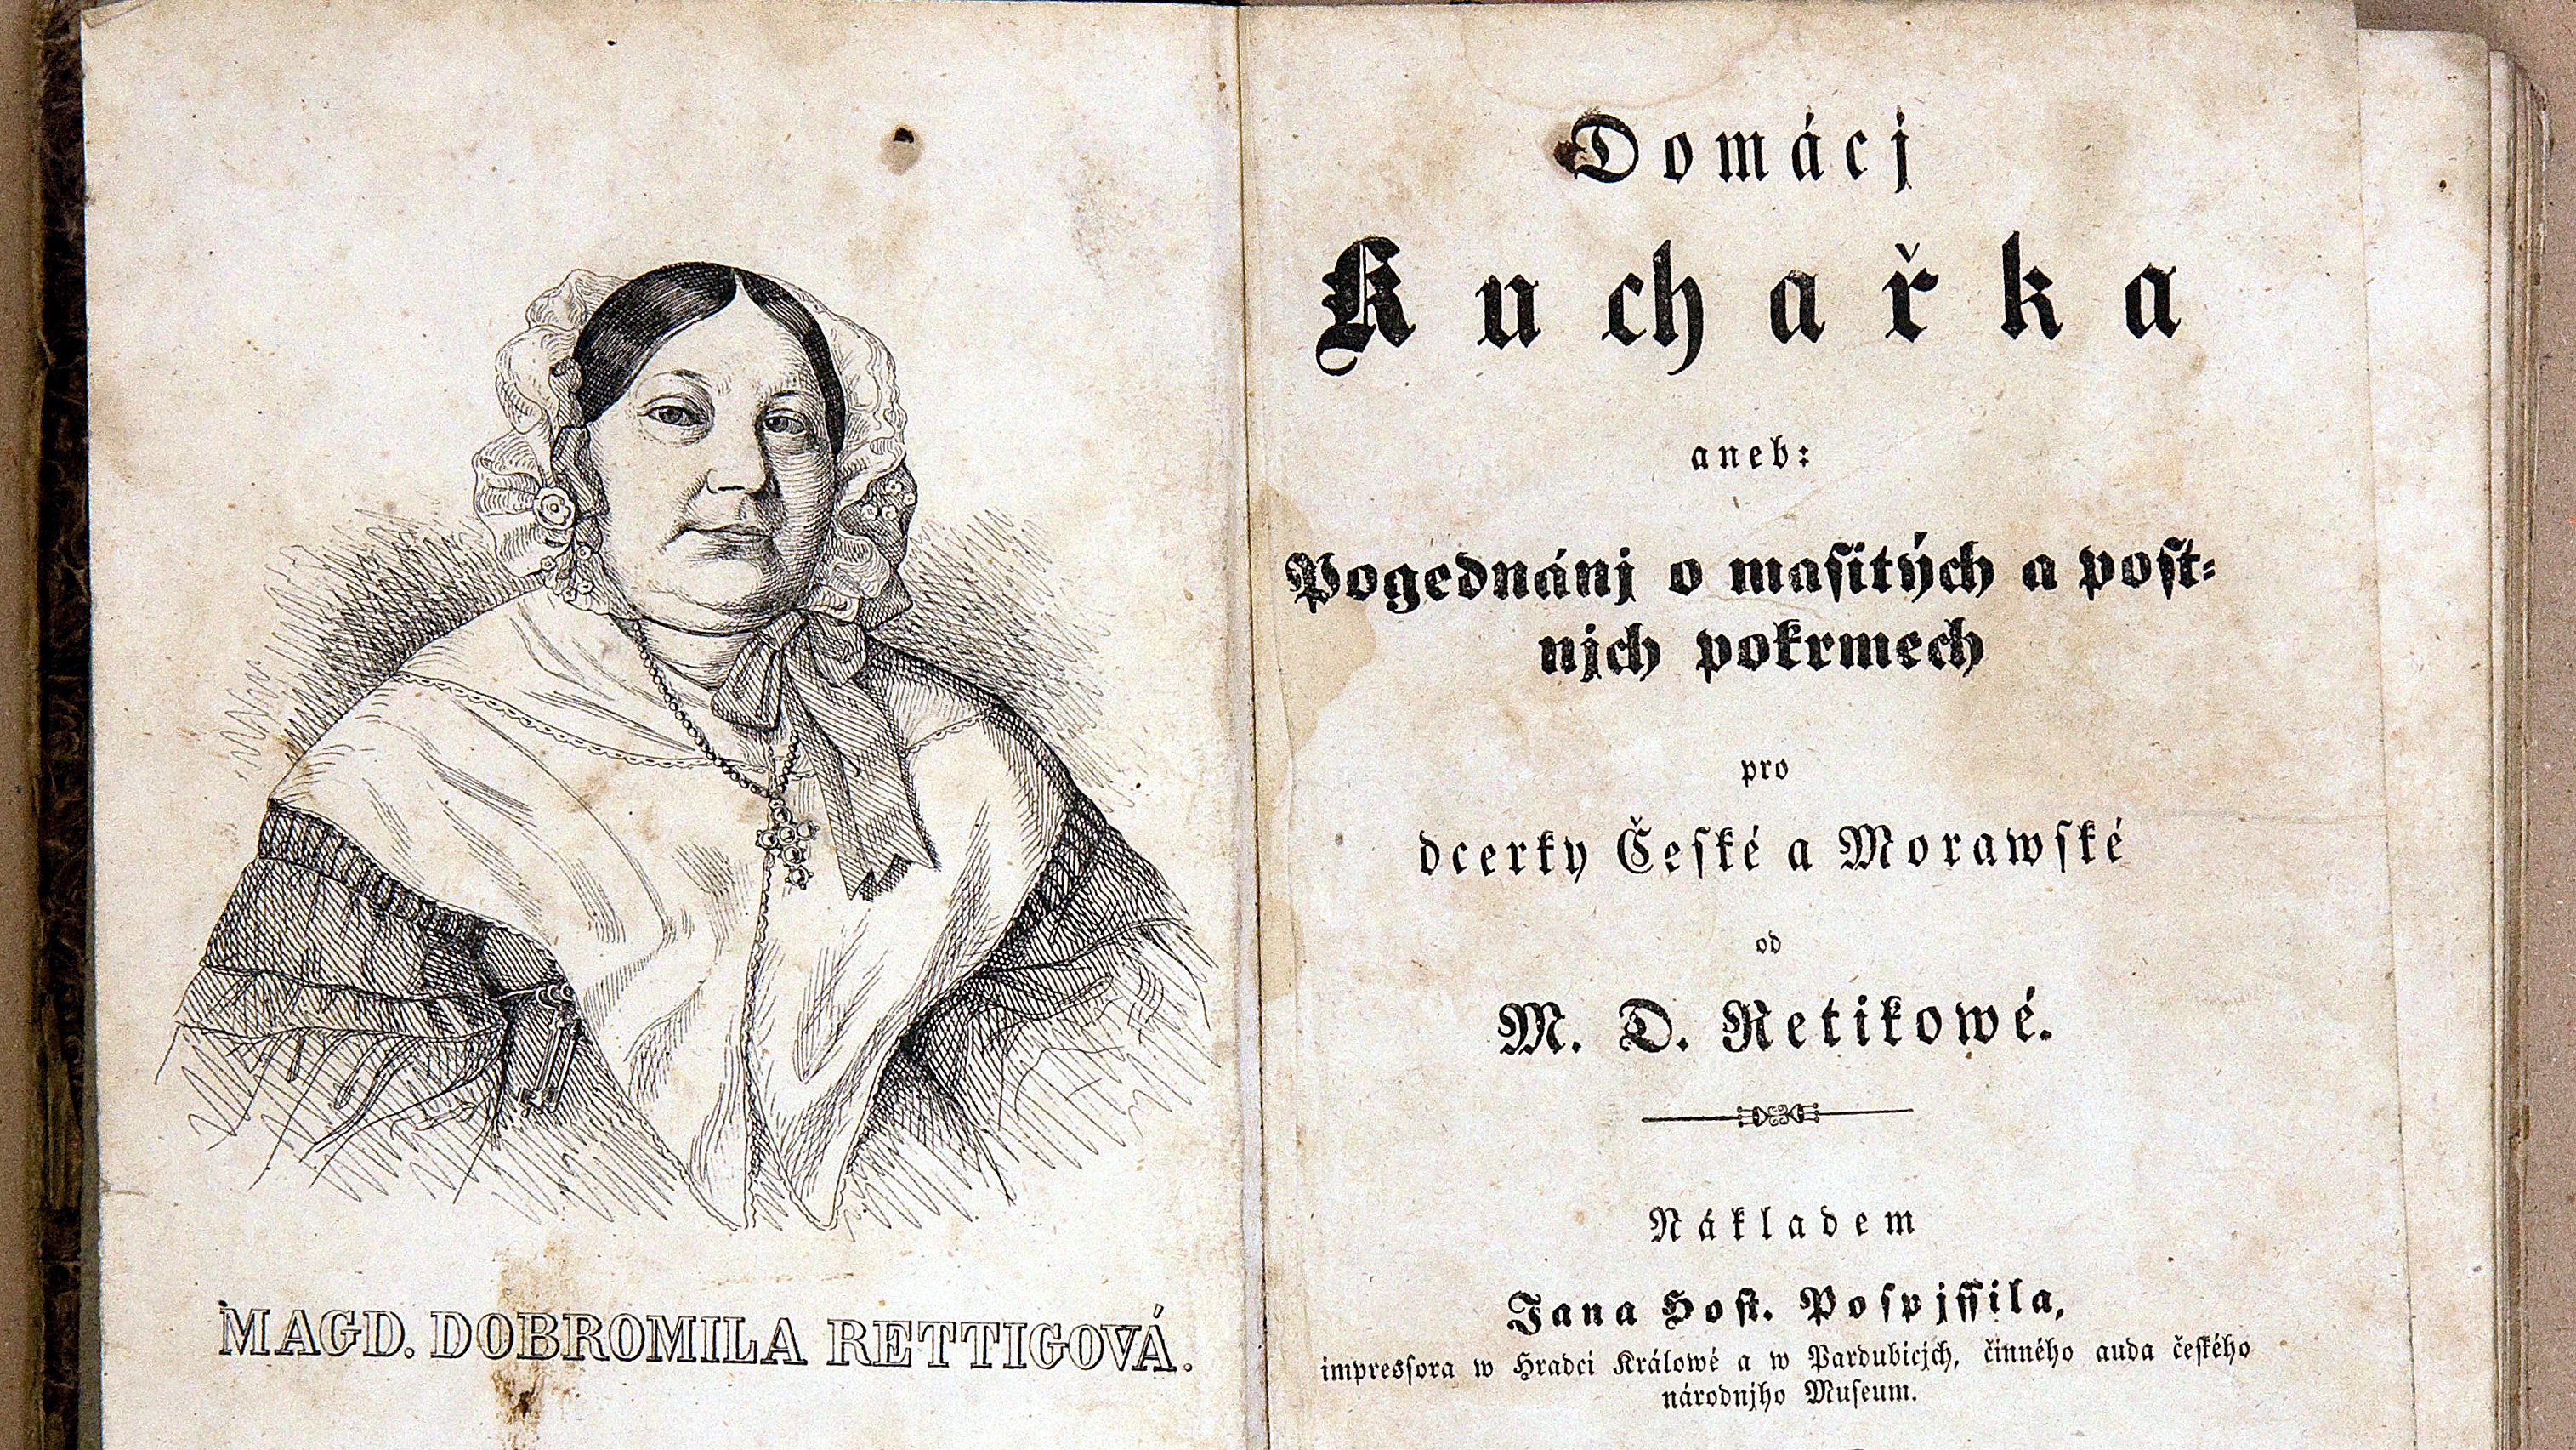 MAGD. DOBROMILA RETTIGOVÁ.
Domácj
Kuchařka
aneb:
Pogednánj o masitých a post-
njch pokrmech
pro
dcerky České a Morawské
od
M. D. Retikowé.
Nákladem
Jana Host. Pospjssila,
impressora w Hradci Králowé a w Pardubicjch, činného auda českého
národnjho Museum.